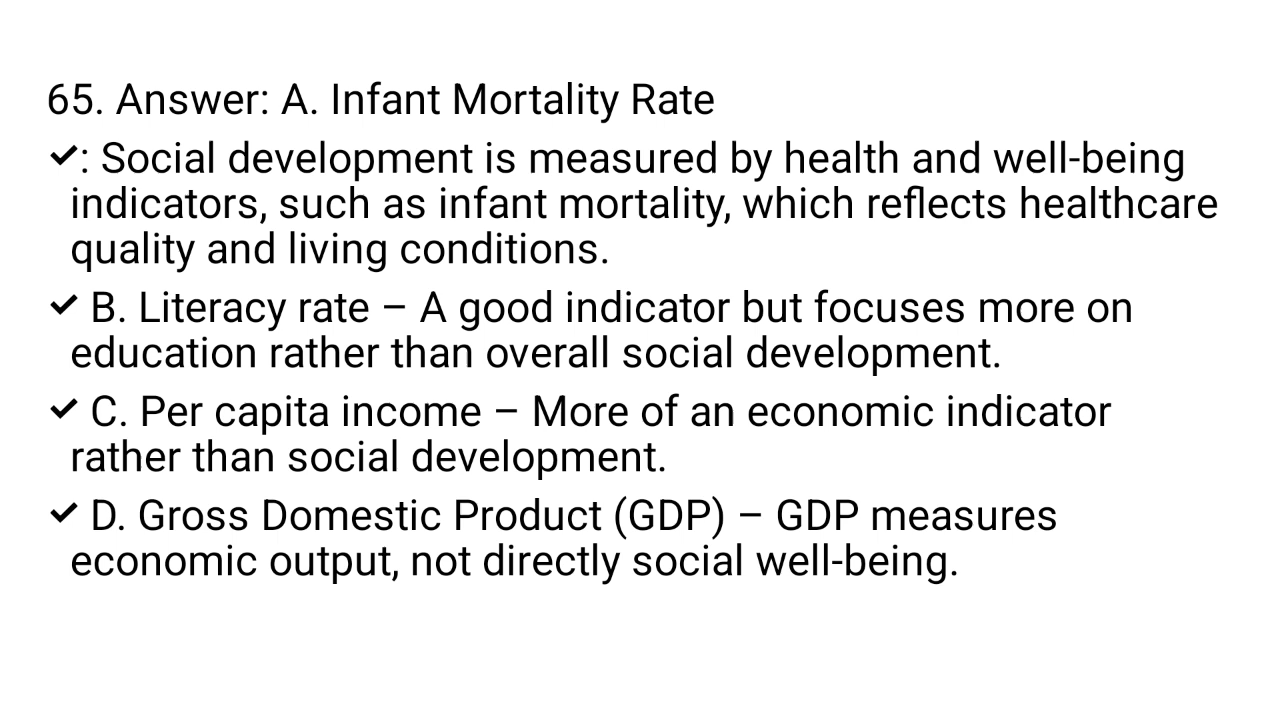 65. Answer: A. Infant Mortality Rate
✓: Social development is measured by health and well-being
indicators, such as infant mortality, which reflects healthcare
quality and living conditions.
✓ B. Literacy rate – A good indicator but focuses more on
education rather than overall social development.
✓ C. Per capita income – More of an economic indicator
rather than social development.
✓ D. Gross Domestic Product (GDP) – GDP measures
economic output, not directly social well-being.